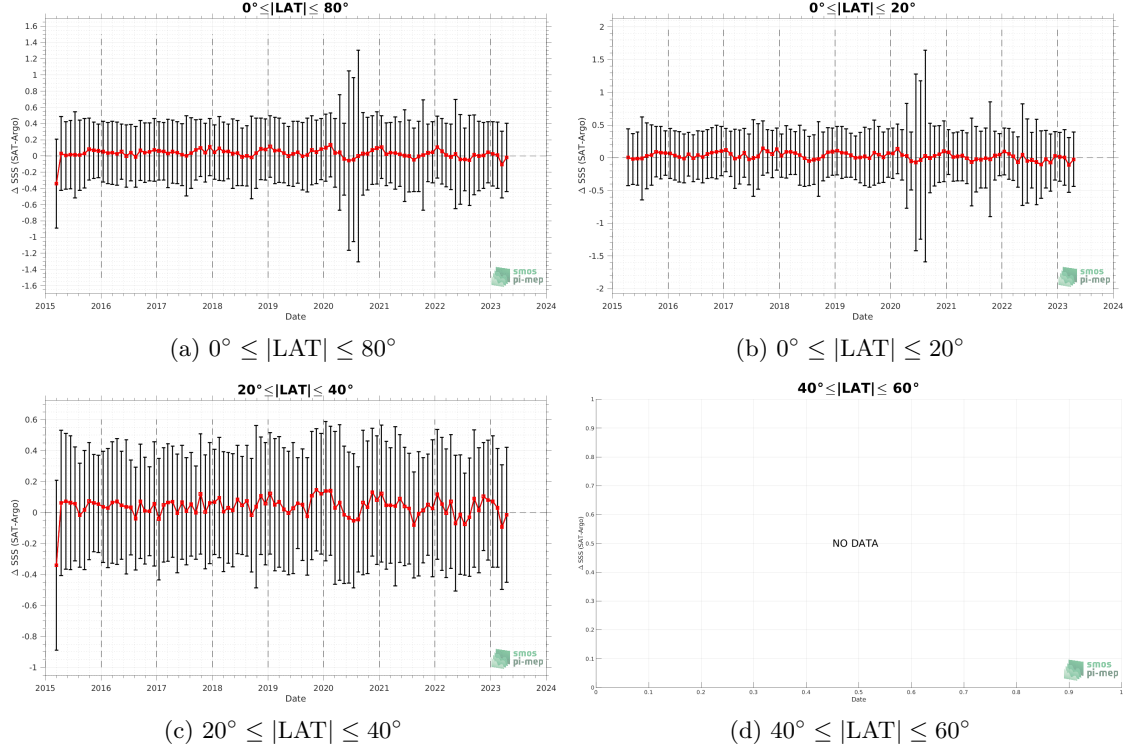 0°≤|LAT|≤ 80°
Δ SSS (SAT-Argo)
1.6
1.4
1.2
1
0.8
0.6
0.4
0.2
0
-0.2
-0.4
-0.6
-0.8
-1
-1.2
-1.4
-1.6
2015 2016 2017 2018 2019 2020 2021 2022 2023 2024
Date
smos
pi-mep
(a) 0° ≤ |LAT| ≤ 80°
0°≤|LAT|≤ 20°
Δ SSS (SAT-Argo)
2
1.5
1
0.5
0
-0.5
-1
-1.5
-2
2015 2016 2017 2018 2019 2020 2021 2022 2023 2024
Date
smos
pi-mep
(b) 0° ≤ |LAT| ≤ 20°
20°≤|LAT|≤ 40°
Δ SSS (SAT-Argo)
0.6
0.4
0.2
0
-0.2
-0.4
-0.6
-0.8
-1
2015 2016 2017 2018 2019 2020 2021 2022 2023 2024
Date
smos
pi-mep
(c) 20° ≤ |LAT| ≤ 40°
40°≤|LAT|≤ 60°
Δ SSS (SAT-Argo)
1
0.9
0.8
0.7
0.6
0.5
0.4
0.3
0.2
0.1
0
NO DATA
0 0.1 0.2 0.3 0.4 0.5 0.6 0.7 0.8 0.9 1
Date
smos
pi-mep
(d) 40° ≤ |LAT| ≤ 60°